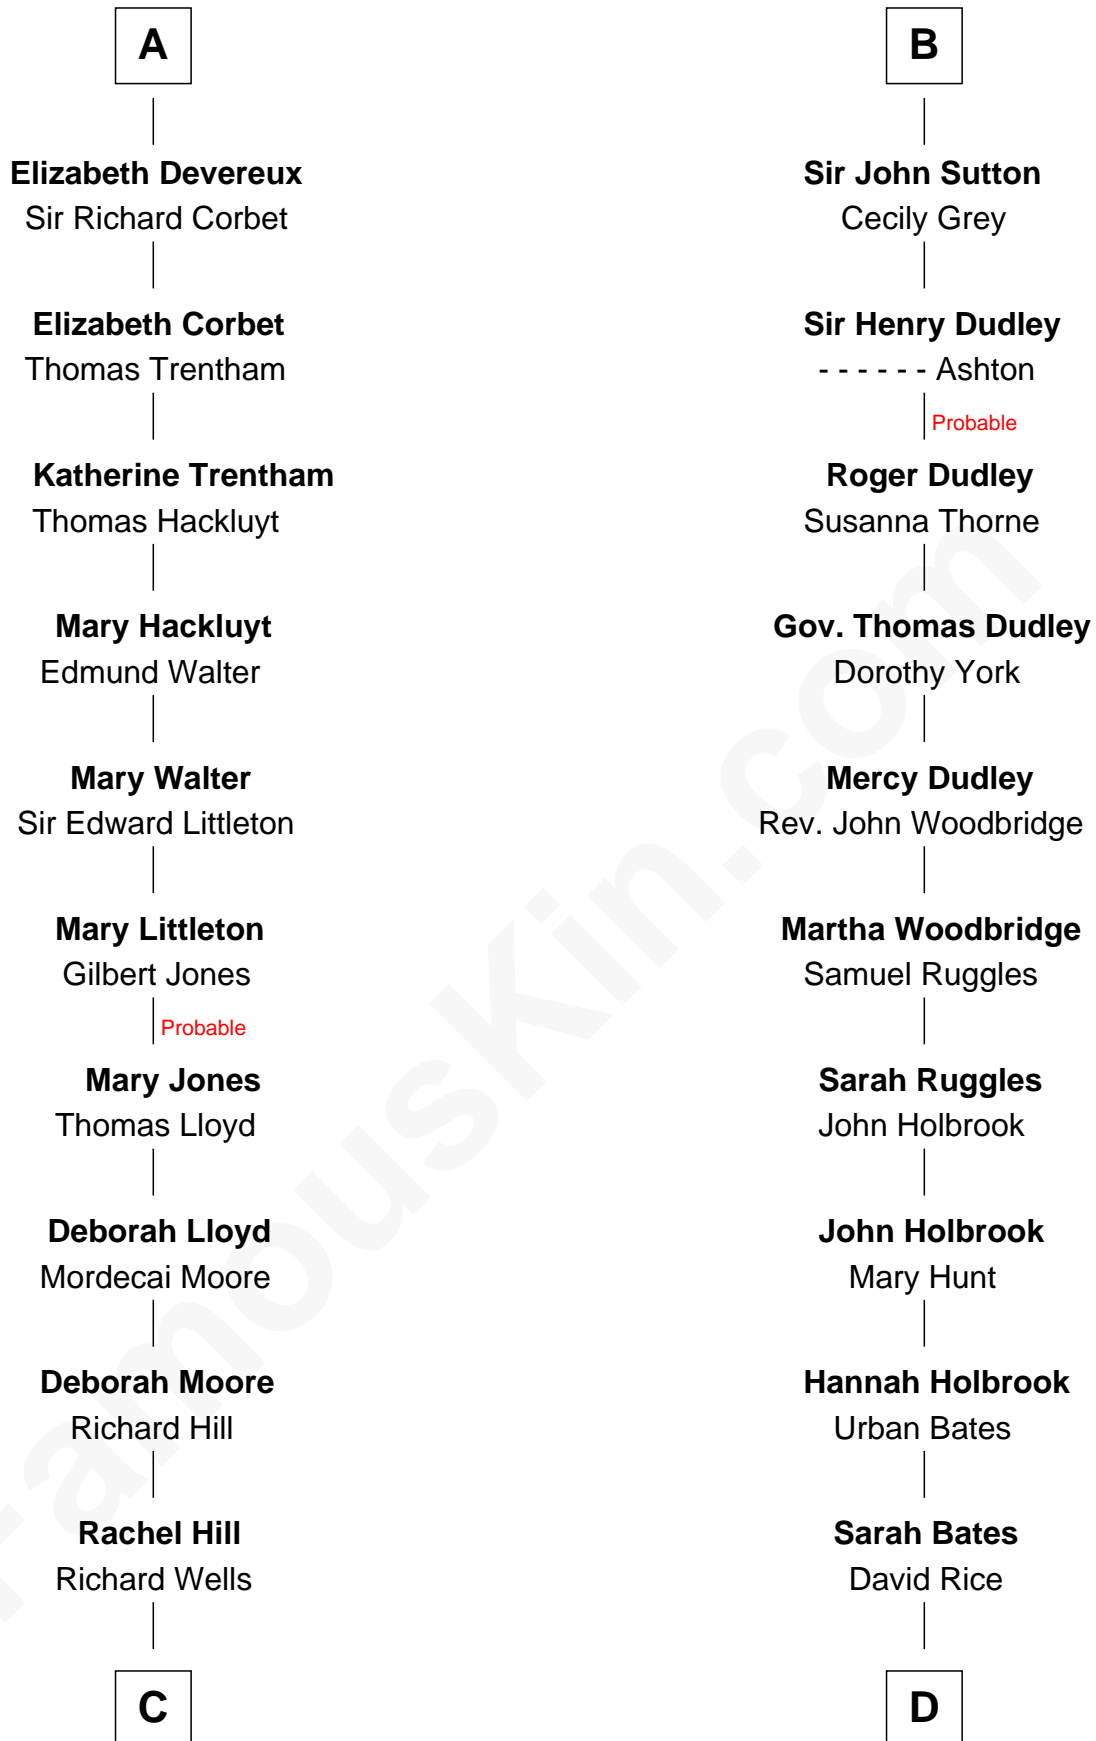 A
Elizabeth Devereux
Sir Richard Corbet
Elizabeth Corbet
Thomas Trentham
Katherine Trentham
Thomas Hackluyt
Mary Hackluyt
Edmund Walter
Mary Walter
Sir Edward Littleton
Mary Littleton
Gilbert Jones
Probable
Mary Jones
Thomas Lloyd
Deborah Lloyd
Mordecai Moore
Deborah Moore
Richard Hill
Rachel Hill
Richard Wells
C
B
Sir John Sutton
Cecily Grey
Sir Henry Dudley
- - - - - - Ashton
Probable
Roger Dudley
Susanna Thorne
Gov. Thomas Dudley
Dorothy York
Mercy Dudley
Rev. John Woodbridge
Martha Woodbridge
Samuel Ruggles
Sarah Ruggles
John Holbrook
John Holbrook
Mary Hunt
Hannah Holbrook
Urban Bates
Sarah Bates
David Rice
D
FamousKin.com